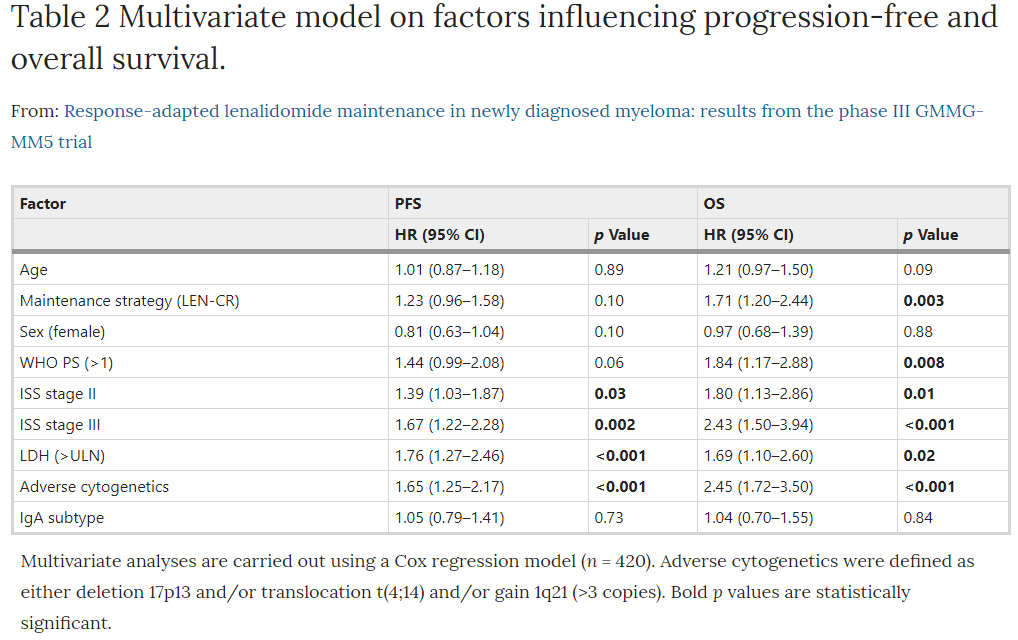 Table 2 Multivariate model on factors influencing progression-free and
overall survival.
From: Response-adapted lenalidomide maintenance in newly diagnosed myeloma: results from the phase III GMMG-
MM5 trial
Factor PFS OS
HR (95% CI) p Value HR (95% CI) p Value
Age 1.01 (0.87–1.18) 0.89 1.21 (0.97–1.50) 0.09
Maintenance strategy (LEN-CR) 1.23 (0.96–1.58) 0.10 1.71 (1.20–2.44) 0.003
Sex (female) 0.81 (0.63–1.04) 0.10 0.97 (0.68–1.39) 0.88
WHO PS (>1) 1.44 (0.99–2.08) 0.06 1.84 (1.17–2.88) 0.008
ISS stage II 1.39 (1.03–1.87) 0.03 1.80 (1.13–2.86) 0.01
ISS stage III 1.67 (1.22–2.28) 0.002 2.43 (1.50–3.94) <0.001
LDH (>ULN) 1.76 (1.27–2.46) <0.001 1.69 (1.10–2.60) 0.02
Adverse cytogenetics 1.65 (1.25–2.17) <0.001 2.45 (1.72–3.50) <0.001
IgA subtype 1.05 (0.79–1.41) 0.73 1.04 (0.70–1.55) 0.84
Multivariate analyses are carried out using a Cox regression model (n = 420). Adverse cytogenetics were defined as
either deletion 17p13 and/or translocation t(4;14) and/or gain 1q21 (>3 copies). Bold p values are statistically
significant.